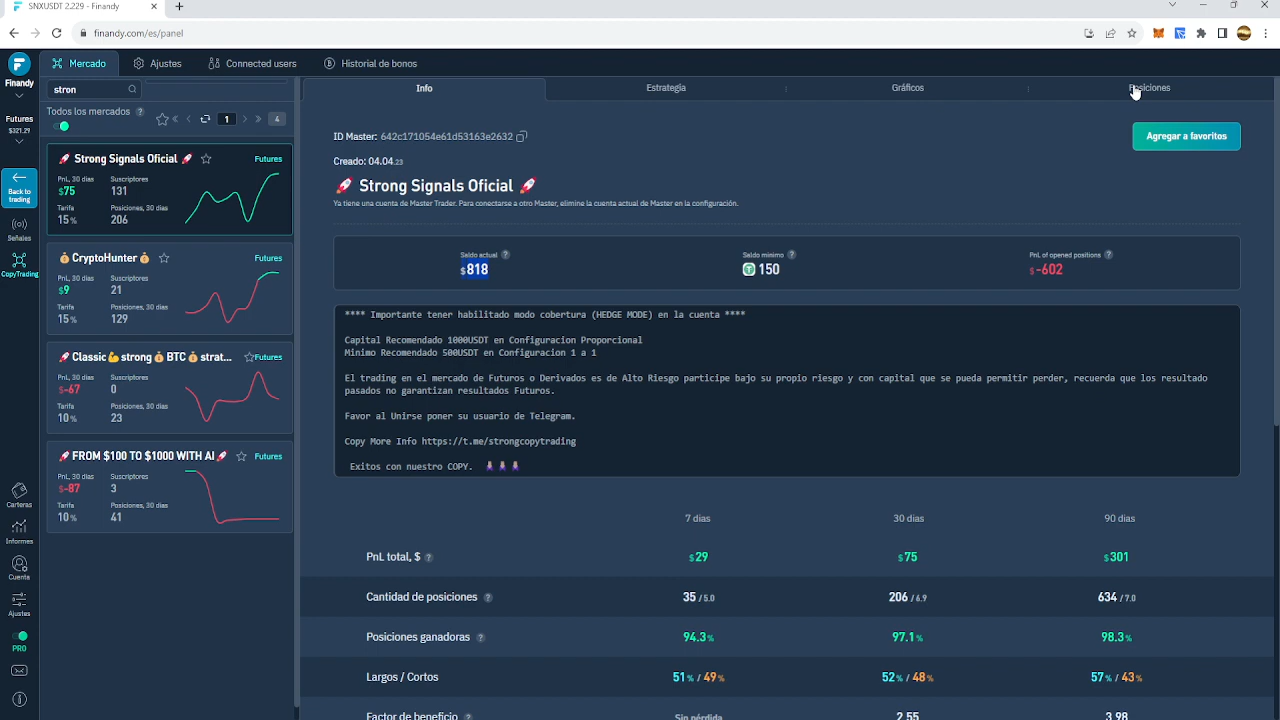 SNXUSDT 2.229 - Finandy
finandy.com/es/panel
Finandy
Mercado
Ajustes
Connected users
Historial de bonos
stron
Todos los mercados
1
4
Futures
$321.29
Back to trading
Señales
CopyTrading
Carteras
Informes
Cuenta
Ajustes
PRO
🚀 Strong Signals Oficial 🚀
Futures
PnL, 30 dias
Suscriptores
$75
131
Tarifa
Posiciones, 30 dias
15%
206
💰CryptoHunter💰
Futures
PnL, 30 dias
Suscriptores
$9
21
Tarifa
Posiciones, 30 dias
15%
129
🚀Classic💪strong💰BTC💰strat...
Futures
PnL, 30 dias
Suscriptores
$-67
0
Tarifa
Posiciones, 30 dias
10%
23
🚀FROM $100 TO $1000 WITH AI🚀
Futures
PnL, 30 dias
Suscriptores
$-87
3
Tarifa
Posiciones, 30 dias
10%
41
Info
Estrategia
Gráficos
Posiciones
ID Master: 642c171054e61d53163e2632
Agregar a favoritos
Creado: 04.04.23
🚀 Strong Signals Oficial 🚀
Ya tiene una cuenta de Master Trader. Para conectarse a otro Master, elimine la cuenta actual de Master en la configuración.
Saldo actual
Saldo minimo
PnL of opened positions
$818
150
$-602
**** Importante tener habilitado modo cobertura (HEDGE MODE) en la cuenta ****
Capital Recomendado 1000USDT en Configuracion Proporcional
Minimo Recomendado 500USDT en Configuracion 1 a 1
El trading en el mercado de Futuros o Derivados es de Alto Riesgo participe bajo su propio riesgo y con capital que se pueda permitir perder, recuerda que los resultado
pasados no garantizan resultados Futuros.
Favor al Unirse poner su usuario de Telegram.
Copy More Info https://t.me/strongcopytrading
Exitos con nuestro COPY.
7 dias
30 dias
90 dias
PnL total, $
$29
$75
$301
Cantidad de posiciones
35 / 5.0
206 / 6.9
634 / 7.0
Posiciones ganadoras
94.3%
97.1%
98.3%
Largos / Cortos
51% / 49%
52% / 48%
57% / 43%
Factor de beneficio
Sin pérdida
2.55
3.98